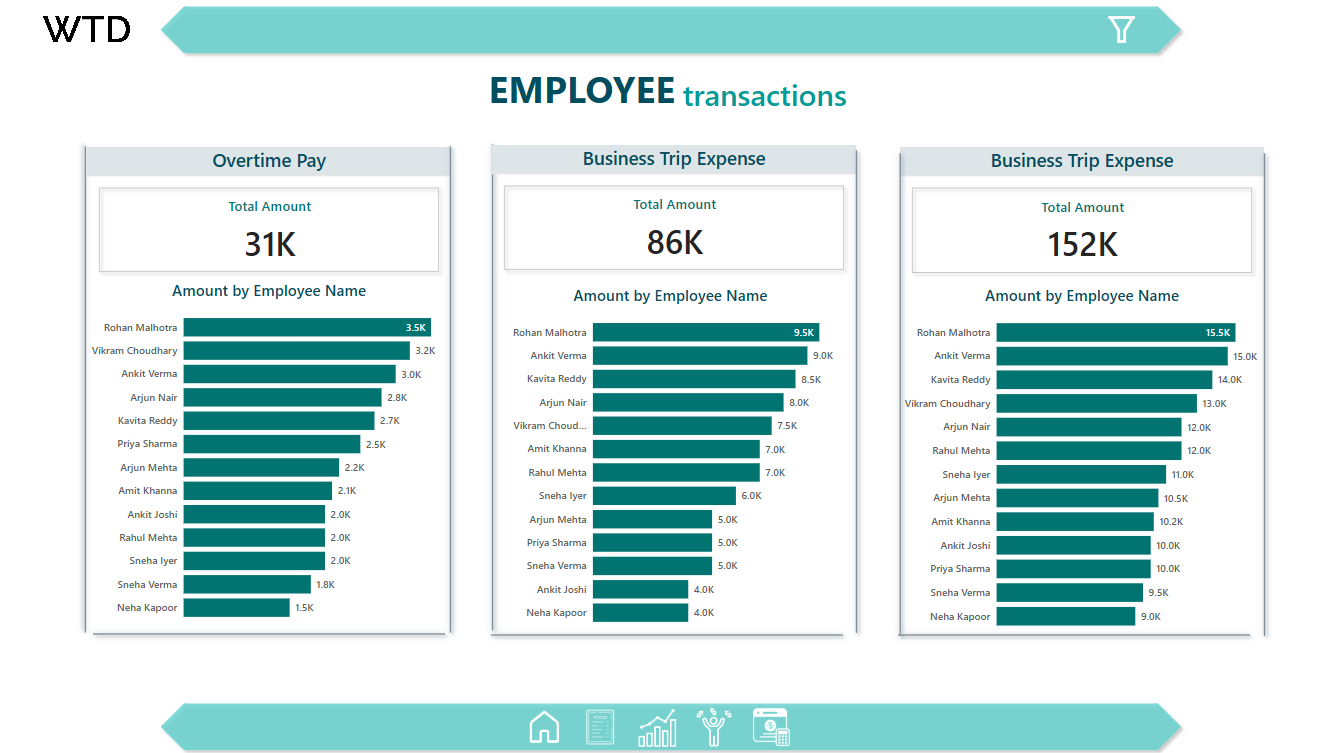 WTD
EMPLOYEE transactions
Overtime Pay
Total Amount
31K
Amount by Employee Name
Rohan Malhotra 3.5K
Vikram Choudhary 3.2K
Ankit Verma 3.0K
Arjun Nair 2.8K
Kavita Reddy 2.7K
Priya Sharma 2.5K
Arjun Mehta 2.2K
Amit Khanna 2.1K
Ankit Joshi 2.0K
Rahul Mehta 2.0K
Sneha Iyer 2.0K
Sneha Verma 1.8K
Neha Kapoor 1.5K
Business Trip Expense
Total Amount
86K
Amount by Employee Name
Rohan Malhotra 9.5K
Ankit Verma 9.0K
Kavita Reddy 8.5K
Arjun Nair 8.0K
Vikram Choud... 7.5K
Amit Khanna 7.0K
Rahul Mehta 7.0K
Sneha Iyer 6.0K
Arjun Mehta 5.0K
Priya Sharma 5.0K
Sneha Verma 5.0K
Ankit Joshi 4.0K
Neha Kapoor 4.0K
Business Trip Expense
Total Amount
152K
Amount by Employee Name
Rohan Malhotra 15.5K
Ankit Verma 15.0K
Kavita Reddy 14.0K
Vikram Choudhary 13.0K
Arjun Nair 12.0K
Rahul Mehta 12.0K
Sneha Iyer 11.0K
Arjun Mehta 10.5K
Amit Khanna 10.2K
Ankit Joshi 10.0K
Priya Sharma 10.0K
Sneha Verma 9.5K
Neha Kapoor 9.0K